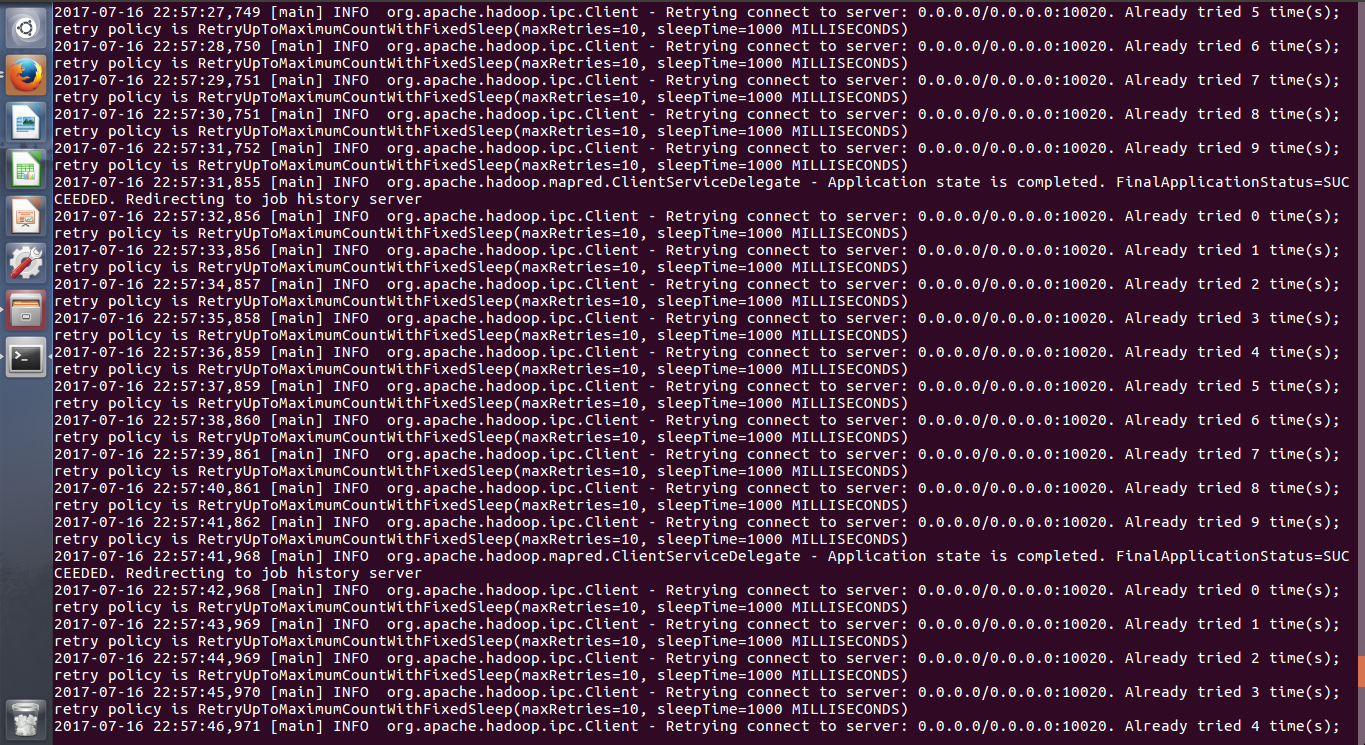 2017-07-16 22:57:27,749 [main] INFO  org.apache.hadoop.ipc.Client - Retrying connect to server: 0.0.0.0/0.0.0.0:10020. Already tried 5 time(s);
retry policy is RetryUpToMaximumCountWithFixedSleep(maxRetries=10, sleepTime=1000 MILLISECONDS)
2017-07-16 22:57:28,750 [main] INFO  org.apache.hadoop.ipc.Client - Retrying connect to server: 0.0.0.0/0.0.0.0:10020. Already tried 6 time(s);
retry policy is RetryUpToMaximumCountWithFixedSleep(maxRetries=10, sleepTime=1000 MILLISECONDS)
2017-07-16 22:57:29,751 [main] INFO  org.apache.hadoop.ipc.Client - Retrying connect to server: 0.0.0.0/0.0.0.0:10020. Already tried 7 time(s);
retry policy is RetryUpToMaximumCountWithFixedSleep(maxRetries=10, sleepTime=1000 MILLISECONDS)
2017-07-16 22:57:30,751 [main] INFO  org.apache.hadoop.ipc.Client - Retrying connect to server: 0.0.0.0/0.0.0.0:10020. Already tried 8 time(s);
retry policy is RetryUpToMaximumCountWithFixedSleep(maxRetries=10, sleepTime=1000 MILLISECONDS)
2017-07-16 22:57:31,752 [main] INFO  org.apache.hadoop.ipc.Client - Retrying connect to server: 0.0.0.0/0.0.0.0:10020. Already tried 9 time(s);
retry policy is RetryUpToMaximumCountWithFixedSleep(maxRetries=10, sleepTime=1000 MILLISECONDS)
2017-07-16 22:57:31,855 [main] INFO  org.apache.hadoop.mapred.ClientServiceDelegate - Application state is completed. FinalApplicationStatus=SUC
CEEDED. Redirecting to job history server
2017-07-16 22:57:32,856 [main] INFO  org.apache.hadoop.ipc.Client - Retrying connect to server: 0.0.0.0/0.0.0.0:10020. Already tried 0 time(s);
retry policy is RetryUpToMaximumCountWithFixedSleep(maxRetries=10, sleepTime=1000 MILLISECONDS)
2017-07-16 22:57:33,856 [main] INFO  org.apache.hadoop.ipc.Client - Retrying connect to server: 0.0.0.0/0.0.0.0:10020. Already tried 1 time(s);
retry policy is RetryUpToMaximumCountWithFixedSleep(maxRetries=10, sleepTime=1000 MILLISECONDS)
2017-07-16 22:57:34,857 [main] INFO  org.apache.hadoop.ipc.Client - Retrying connect to server: 0.0.0.0/0.0.0.0:10020. Already tried 2 time(s);
retry policy is RetryUpToMaximumCountWithFixedSleep(maxRetries=10, sleepTime=1000 MILLISECONDS)
2017-07-16 22:57:35,858 [main] INFO  org.apache.hadoop.ipc.Client - Retrying connect to server: 0.0.0.0/0.0.0.0:10020. Already tried 3 time(s);
retry policy is RetryUpToMaximumCountWithFixedSleep(maxRetries=10, sleepTime=1000 MILLISECONDS)
2017-07-16 22:57:36,859 [main] INFO  org.apache.hadoop.ipc.Client - Retrying connect to server: 0.0.0.0/0.0.0.0:10020. Already tried 4 time(s);
retry policy is RetryUpToMaximumCountWithFixedSleep(maxRetries=10, sleepTime=1000 MILLISECONDS)
2017-07-16 22:57:37,859 [main] INFO  org.apache.hadoop.ipc.Client - Retrying connect to server: 0.0.0.0/0.0.0.0:10020. Already tried 5 time(s);
retry policy is RetryUpToMaximumCountWithFixedSleep(maxRetries=10, sleepTime=1000 MILLISECONDS)
2017-07-16 22:57:38,860 [main] INFO  org.apache.hadoop.ipc.Client - Retrying connect to server: 0.0.0.0/0.0.0.0:10020. Already tried 6 time(s);
retry policy is RetryUpToMaximumCountWithFixedSleep(maxRetries=10, sleepTime=1000 MILLISECONDS)
2017-07-16 22:57:39,861 [main] INFO  org.apache.hadoop.ipc.Client - Retrying connect to server: 0.0.0.0/0.0.0.0:10020. Already tried 7 time(s);
retry policy is RetryUpToMaximumCountWithFixedSleep(maxRetries=10, sleepTime=1000 MILLISECONDS)
2017-07-16 22:57:40,861 [main] INFO  org.apache.hadoop.ipc.Client - Retrying connect to server: 0.0.0.0/0.0.0.0:10020. Already tried 8 time(s);
retry policy is RetryUpToMaximumCountWithFixedSleep(maxRetries=10, sleepTime=1000 MILLISECONDS)
2017-07-16 22:57:41,862 [main] INFO  org.apache.hadoop.ipc.Client - Retrying connect to server: 0.0.0.0/0.0.0.0:10020. Already tried 9 time(s);
retry policy is RetryUpToMaximumCountWithFixedSleep(maxRetries=10, sleepTime=1000 MILLISECONDS)
2017-07-16 22:57:41,968 [main] INFO  org.apache.hadoop.mapred.ClientServiceDelegate - Application state is completed. FinalApplicationStatus=SUC
CEEDED. Redirecting to job history server
2017-07-16 22:57:42,968 [main] INFO  org.apache.hadoop.ipc.Client - Retrying connect to server: 0.0.0.0/0.0.0.0:10020. Already tried 0 time(s);
retry policy is RetryUpToMaximumCountWithFixedSleep(maxRetries=10, sleepTime=1000 MILLISECONDS)
2017-07-16 22:57:43,969 [main] INFO  org.apache.hadoop.ipc.Client - Retrying connect to server: 0.0.0.0/0.0.0.0:10020. Already tried 1 time(s);
retry policy is RetryUpToMaximumCountWithFixedSleep(maxRetries=10, sleepTime=1000 MILLISECONDS)
2017-07-16 22:57:44,969 [main] INFO  org.apache.hadoop.ipc.Client - Retrying connect to server: 0.0.0.0/0.0.0.0:10020. Already tried 2 time(s);
retry policy is RetryUpToMaximumCountWithFixedSleep(maxRetries=10, sleepTime=1000 MILLISECONDS)
2017-07-16 22:57:45,970 [main] INFO  org.apache.hadoop.ipc.Client - Retrying connect to server: 0.0.0.0/0.0.0.0:10020. Already tried 3 time(s);
retry policy is RetryUpToMaximumCountWithFixedSleep(maxRetries=10, sleepTime=1000 MILLISECONDS)
2017-07-16 22:57:46,971 [main] INFO  org.apache.hadoop.ipc.Client - Retrying connect to server: 0.0.0.0/0.0.0.0:10020. Already tried 4 time(s);